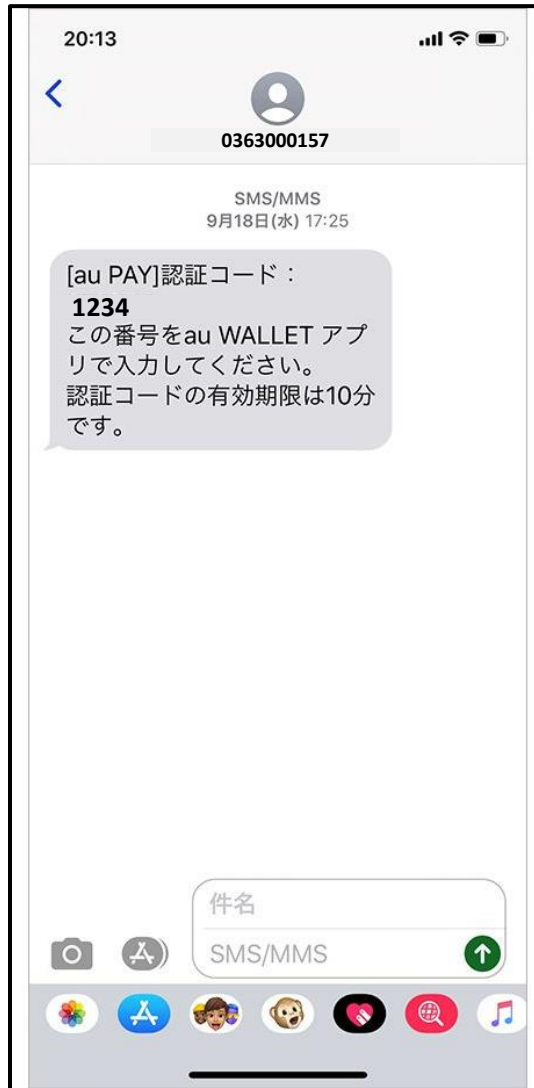 20:13
0363000157
SMS/MMS
9月18日(水) 17:25
[au PAY]認証コード：
1234
この番号をau WALLET アプ
リで入力してください。
認証コードの有効期限は10分
です。
件名
SMS/MMS